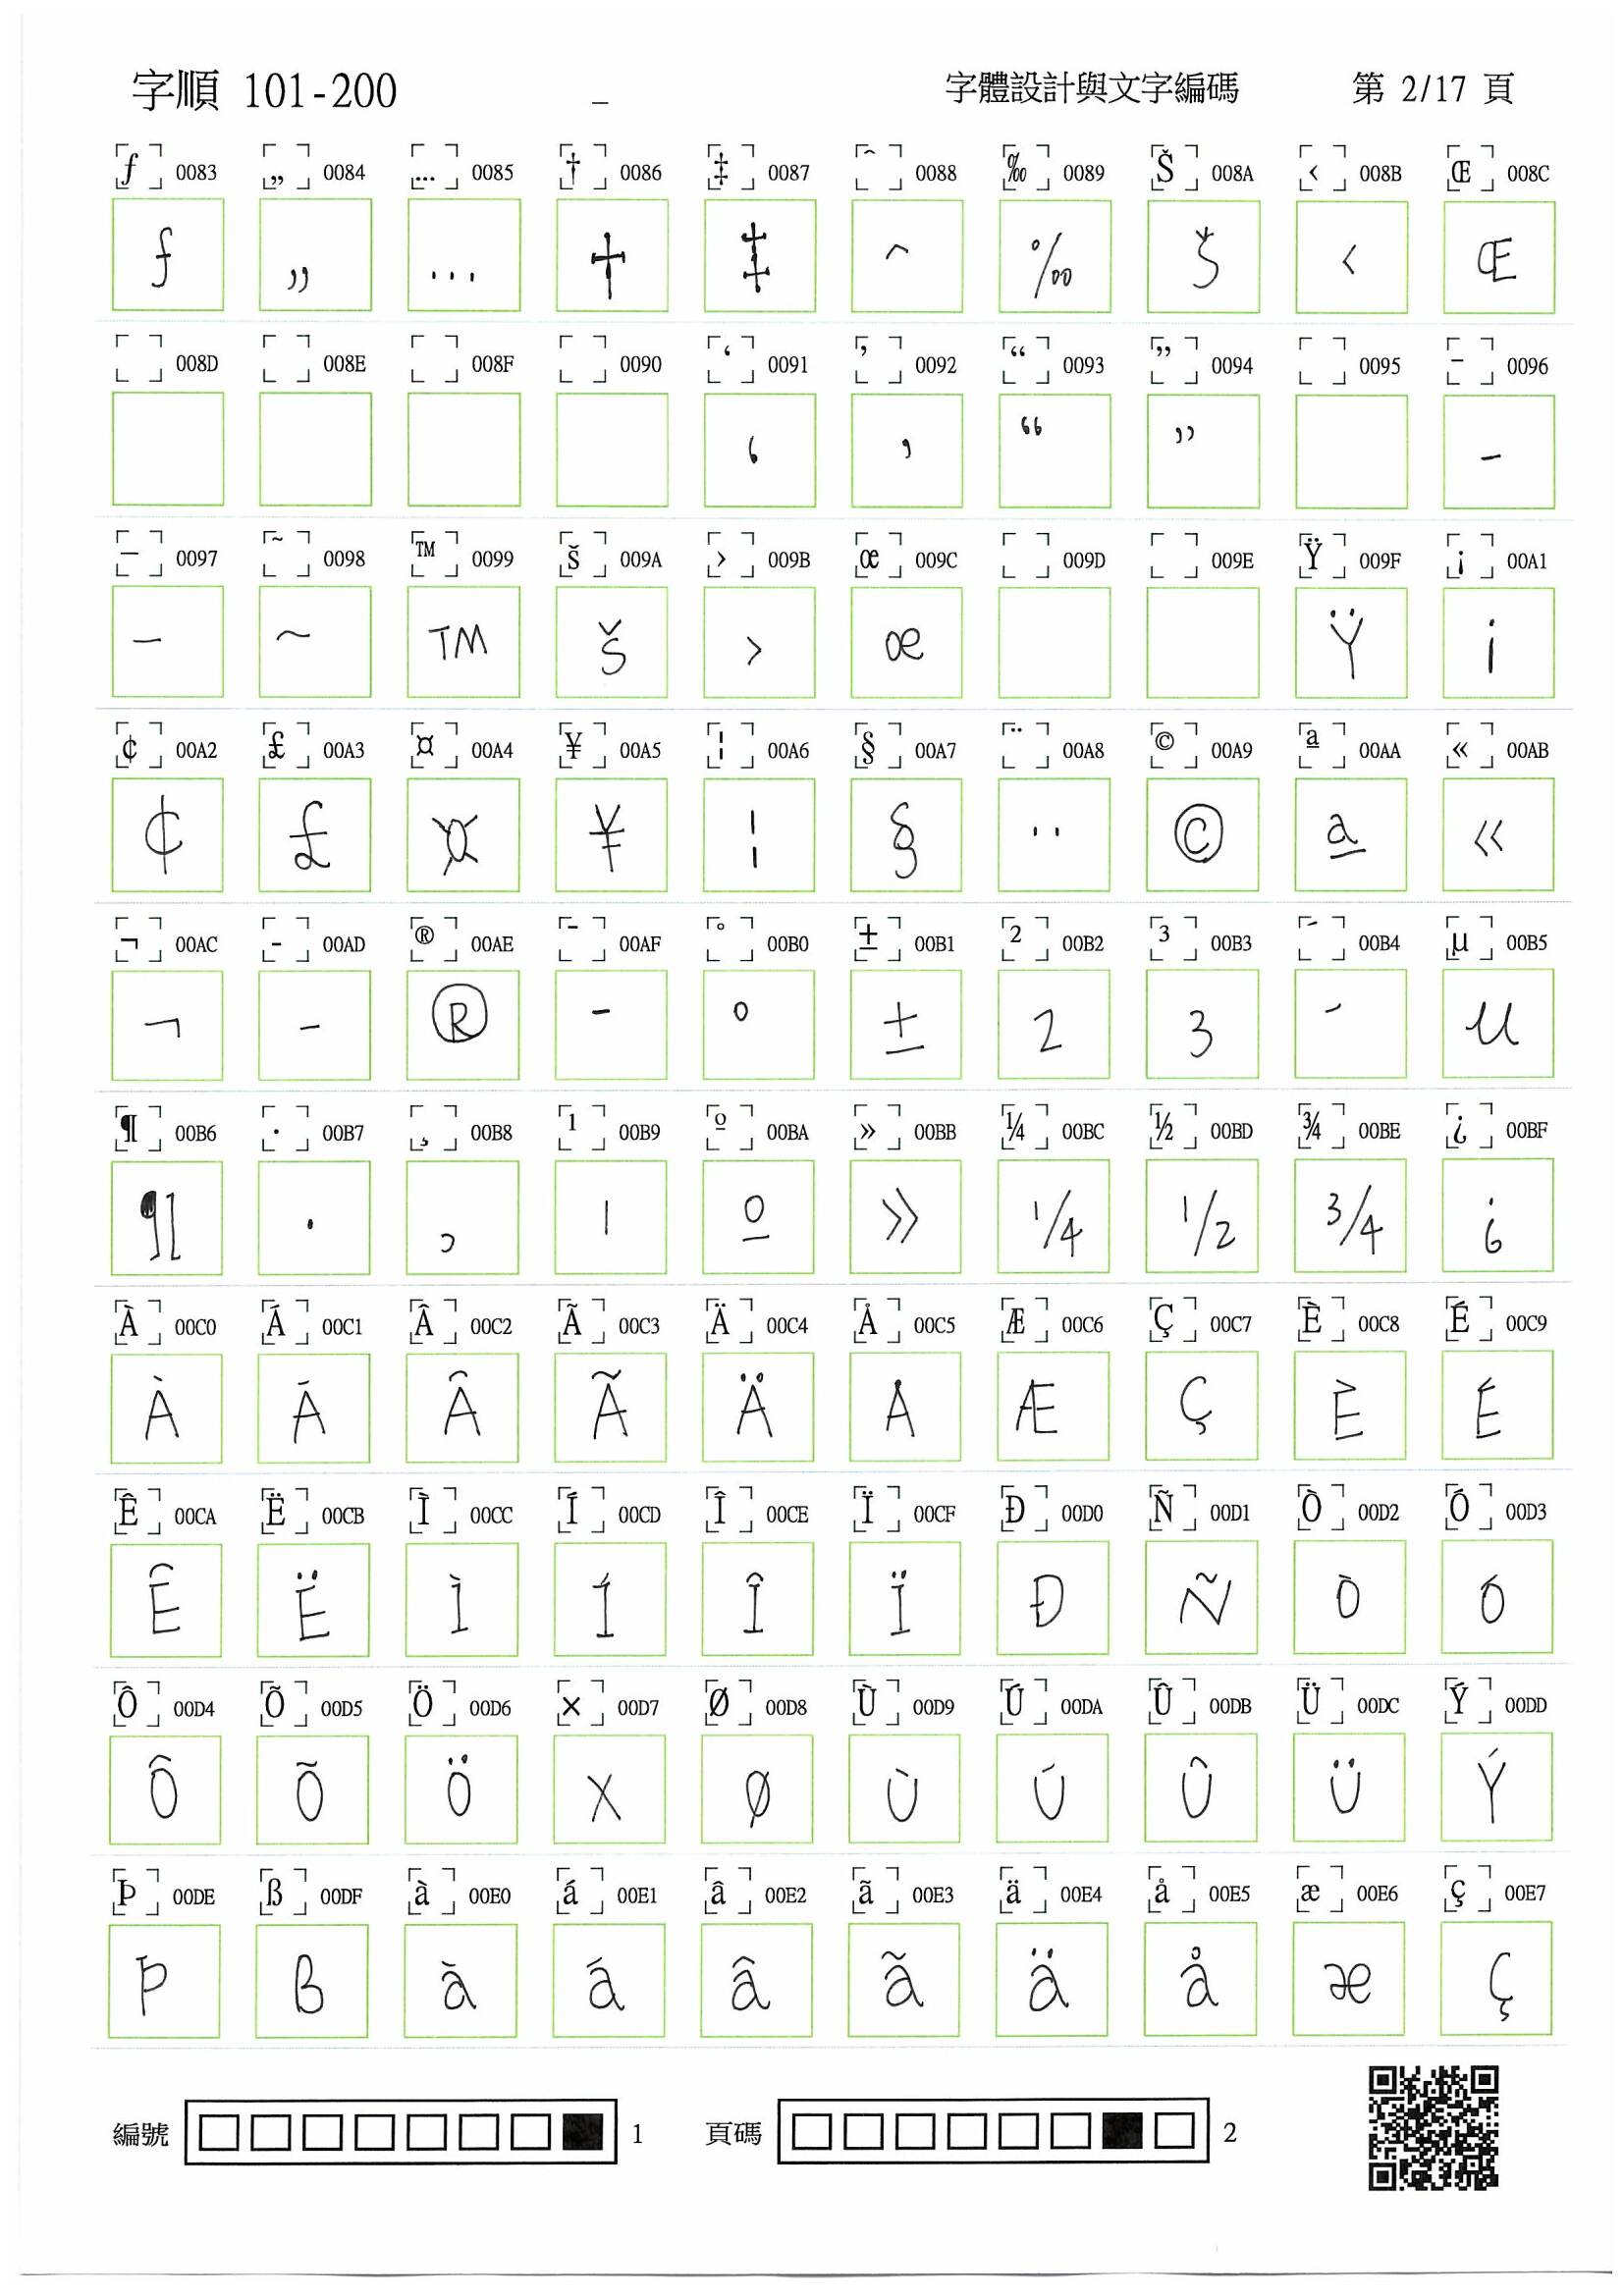 字順 101-200 _ 字體設計與文字編碼 第 2/17 頁
ƒ 0083 „ 0084 … 0085 † 0086 ‡ 0087 ˆ 0088 ‰ 0089 Š 008A ‹ 008B Œ 008C
ƒ „ … † ‡ ˆ ‰ Š ‹ Œ
008D 008E 008F 0090 ‘ 0091 ’ 0092 “ 0093 ” 0094 0095 – 0096
‘ ’ “ ” –
— 0097 ˜ 0098 ™ 0099 š 009A › 009B œ 009C 009D 009E Ÿ 009F ¡ 00A1
— ~ TM š › œ Ÿ ¡
¢ 00A2 £ 00A3 ¤ 00A4 ¥ 00A5 ¦ 00A6 § 00A7 ¨ 00A8 © 00A9 ª 00AA « 00AB
¢ £ ¤ ¥ ¦ § ¨ © ª «
¬ 00AC - 00AD ® 00AE ¯ 00AF ° 00B0 ± 00B1 ² 00B2 ³ 00B3 ´ 00B4 µ 00B5
¬ - ® ¯ ° ± 2 3 ´ µ
¶ 00B6 · 00B7 ¸ 00B8 ¹ 00B9 º 00BA » 00BB ¼ 00BC ½ 00BD ¾ 00BE ¿ 00BF
¶ · ¸ ¹ º » ¼ ½ ¾ ¿
À 00C0 Á 00C1 Â 00C2 Ã 00C3 Ä 00C4 Å 00C5 Æ 00C6 Ç 00C7 È 00C8 É 00C9
À Á Â Ã Ä Å Æ Ç È É
Ê 00CA Ë 00CB Ì 00CC Í 00CD Î 00CE Ï 00CF Ð 00D0 Ñ 00D1 Ò 00D2 Ó 00D3
Ê Ë Ì Í Î Ï Ð Ñ Ò Ó
Ô 00D4 Õ 00D5 Ö 00D6 × 00D7 Ø 00D8 Ù 00D9 Ú 00DA Û 00DB Ü 00DC Ý 00DD
Ô Õ Ö × Ø Ù Ú Û Ü Ý
Þ 00DE ß 00DF à 00E0 á 00E1 â 00E2 ã 00E3 ä 00E4 å 00E5 æ 00E6 ç 00E7
Þ ß à á â ã ä å æ ç
編號 1 頁碼 2